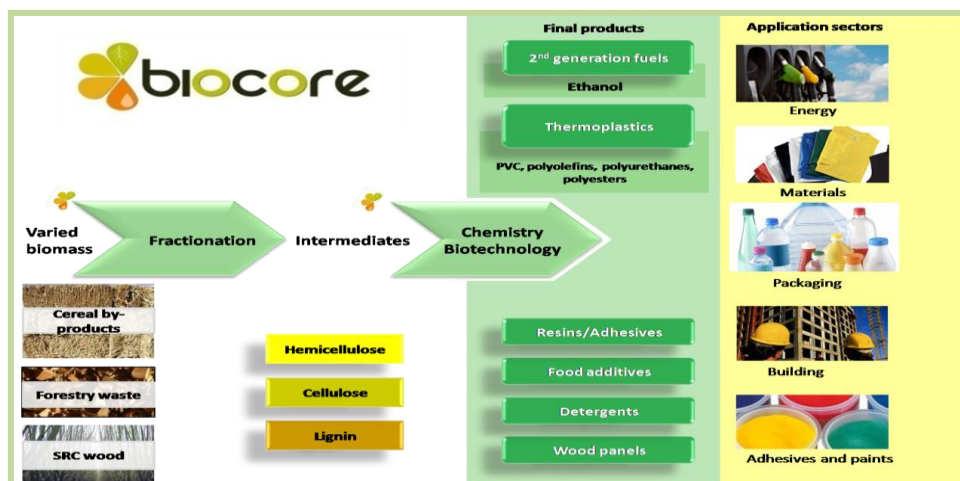 biocore
Final products
2nd generation fuels
Ethanol
Thermoplastics
PVC, polyolefins, polyurethanes,
polyesters
Application sectors
Energy
Materials
Packaging
Building
Adhesives and paints
Varied
biomass
Fractionation
Intermediates
Chemistry
Biotechnology
Cereal by-
products
Forestry waste
SRC wood
Hemicellulose
Cellulose
Lignin
Resins/Adhesives
Food additives
Detergents
Wood panels